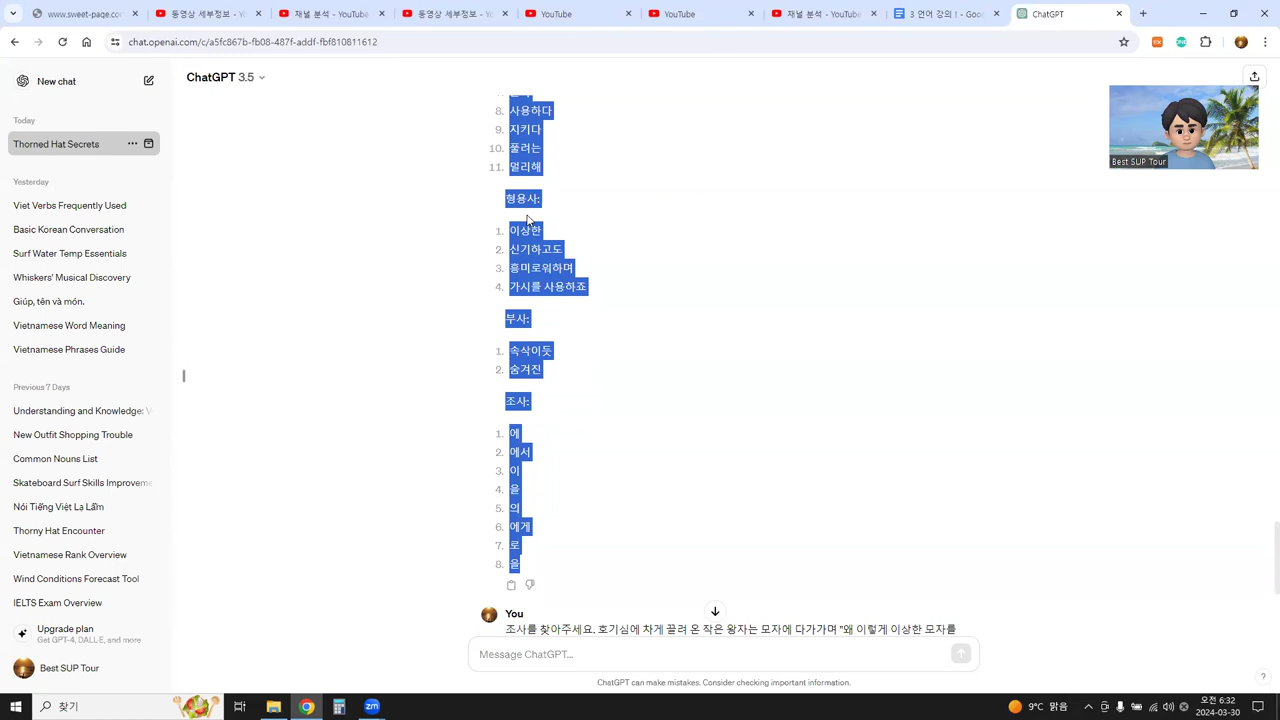 www.sweet-page.co
동영상 세부정보 - Yo
재널 분석 - YouTube
동영상 세부정보 - Yo
YouTube
YouTube
재널 분석 - YouTube
3 언어 강의 ! - Goo
ChatGPT
chat.openai.com/c/a5fc867b-fb08-487f-addf-fbf810811612
New chat
ChatGPT 3.5
Today
Thorned Hat Secrets
Yesterday
Viet Verbs Frequently Used
Basic Korean Conversation
Surf Water Temp Essentials
Whiskers' Musical Discovery
Giúp, tên và món.
Vietnamese Word Meaning
Vietnamese Phrases Guide
Previous 7 Days
Understanding and Knowledge: V
New Outfit Shopping Trouble
Common Nouns List
Skateboard Surf Skills Improveme
Nói Tiếng Việt Lạ Lẫm
Thorny Hat Encounter
Vietnamese Rank Overview
Wind Conditions Forecast Tool
IELTS Exam Overview
Upgrade plan
Get GPT-4, DALL·E, and more
Best SUP Tour
8. 사용하다
9. 지키다
10. 풀려는
11. 멀리해
형용사:
1. 이상한
2. 신기하고도
3. 흥미로워하며
4. 가시를 사용하죠
부사:
1. 속삭이듯
2. 숨겨진
조사:
1. 에
2. 에서
3. 이
4. 을
5. 의
6. 에게
7. 로
8. 을
You
조사를 찾아주세요. 호기심에 차게 끌려 온 작은 왕자는 모자에 다가가며 "왜 이렇게 이상한 모자를
Message ChatGPT...
ChatGPT can make mistakes. Consider checking important information.
?
Best SUP Tour
찾기
9°C 맑음
오전 6:32
2024-03-30